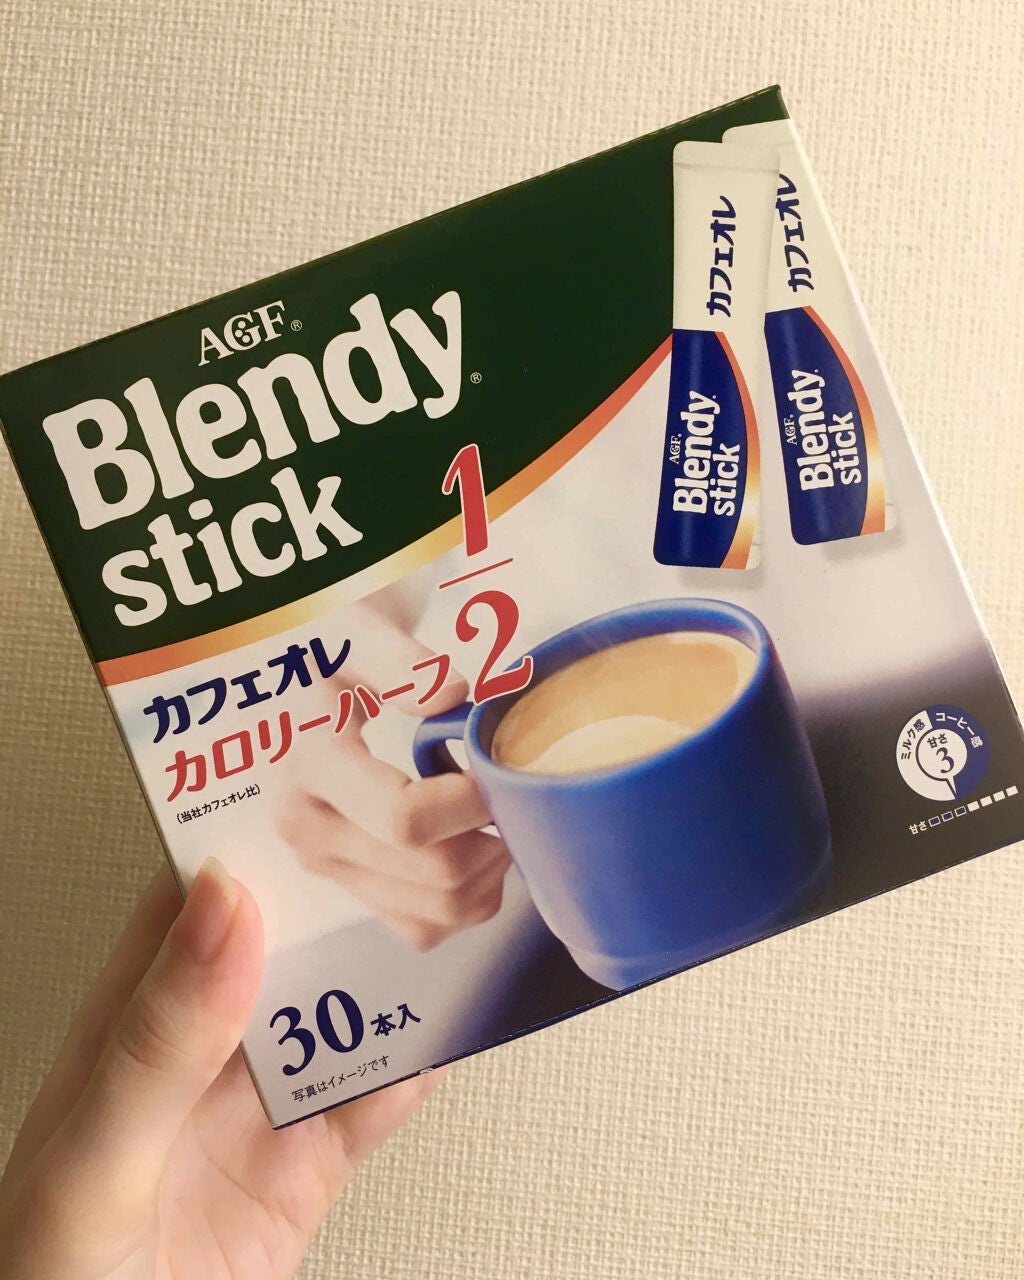 AGF®
Blendy®
stick
1/2
カフェオレ
カロリーハーフ
(当社カフェオレ比)
30本入
写真はイメージです
カフェオレ
AGF®
Blendy®
stick
カフェオレ
AGF®
Blendy®
stick
ミルク感
コーヒー感
甘さ
3
甘さ